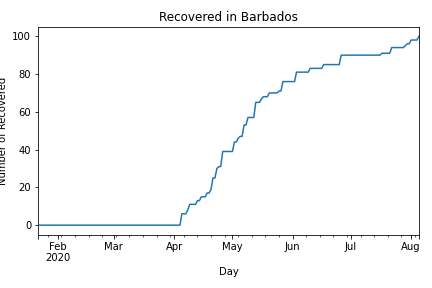 Recovered in Barbados
Number of Recovered
100
80
60
40
20
0
Feb Mar Apr May Jun Jul Aug
2020
Day